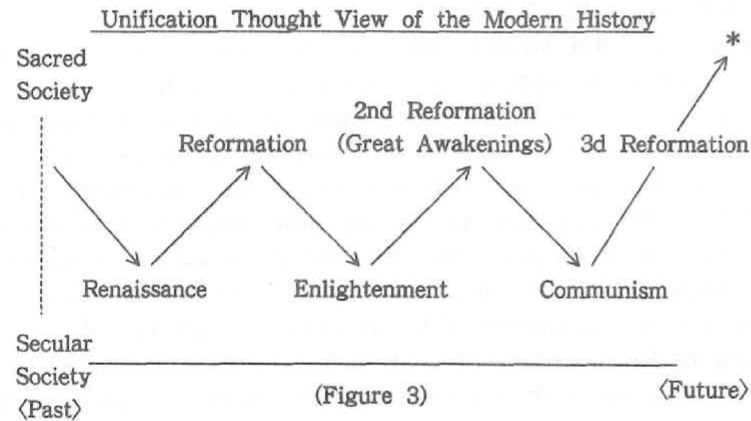 Unification Thought View of the Modern History
*
Sacred
Society
2nd Reformation
Reformation (Great Awakenings) 3d Reformation
Renaissance Enlightenment Communism
Secular
Society
〈Past〉 (Figure 3) 〈Future〉